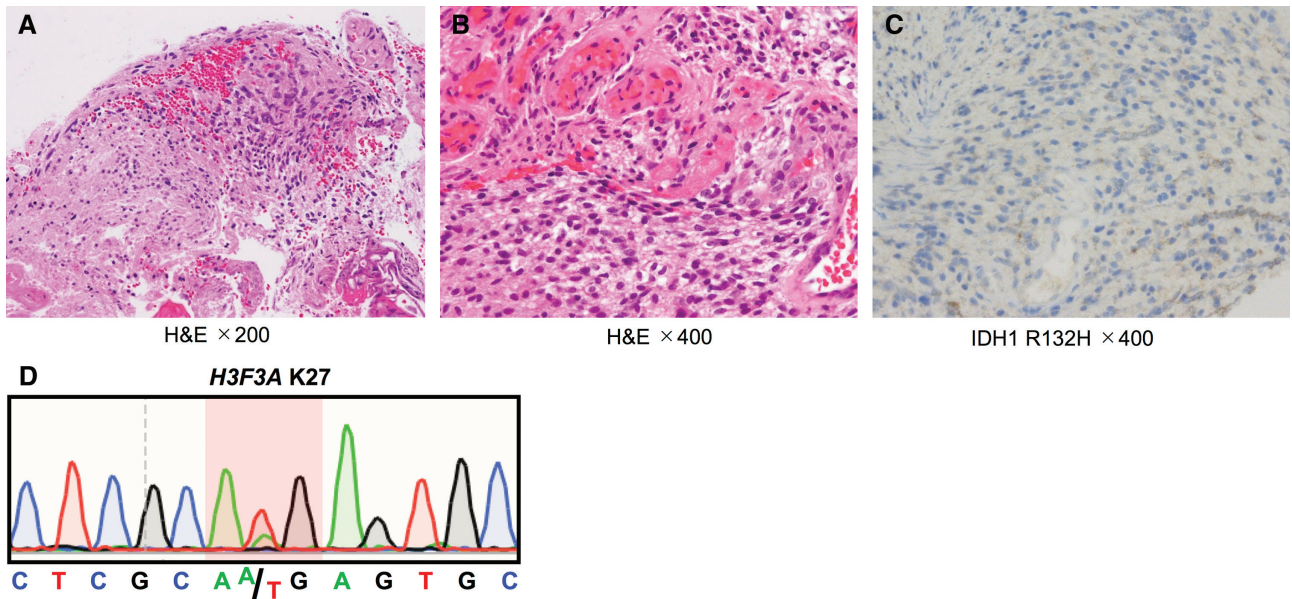 A
B
C
H&E ×200
H&E ×400
IDH1 R132H ×400
D
H3F3A K27
C T C G C A A/T G A G T G C